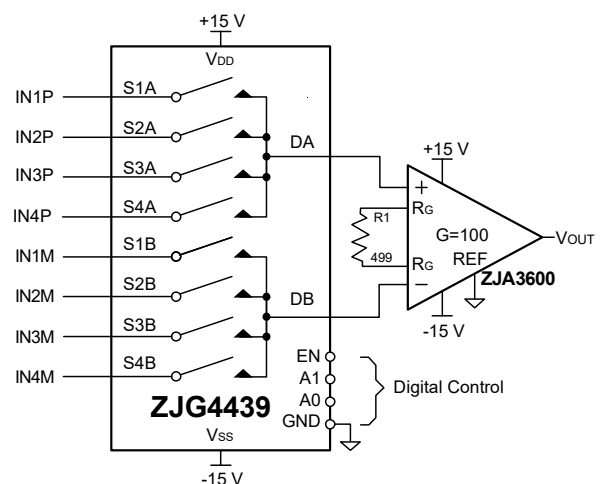 +15 V
VDD
IN1P
S1A
IN2P
S2A
IN3P
S3A
IN4P
S4A
IN1M
S1B
IN2M
S2B
IN3M
S3B
IN4M
S4B
DA
DB
+15 V
+
RG
R1
G=100
499
RG
REF
−
ZJA3600
VOUT
-15 V
EN
A1
A0
GND
Digital Control
ZJG4439
VSS
-15 V